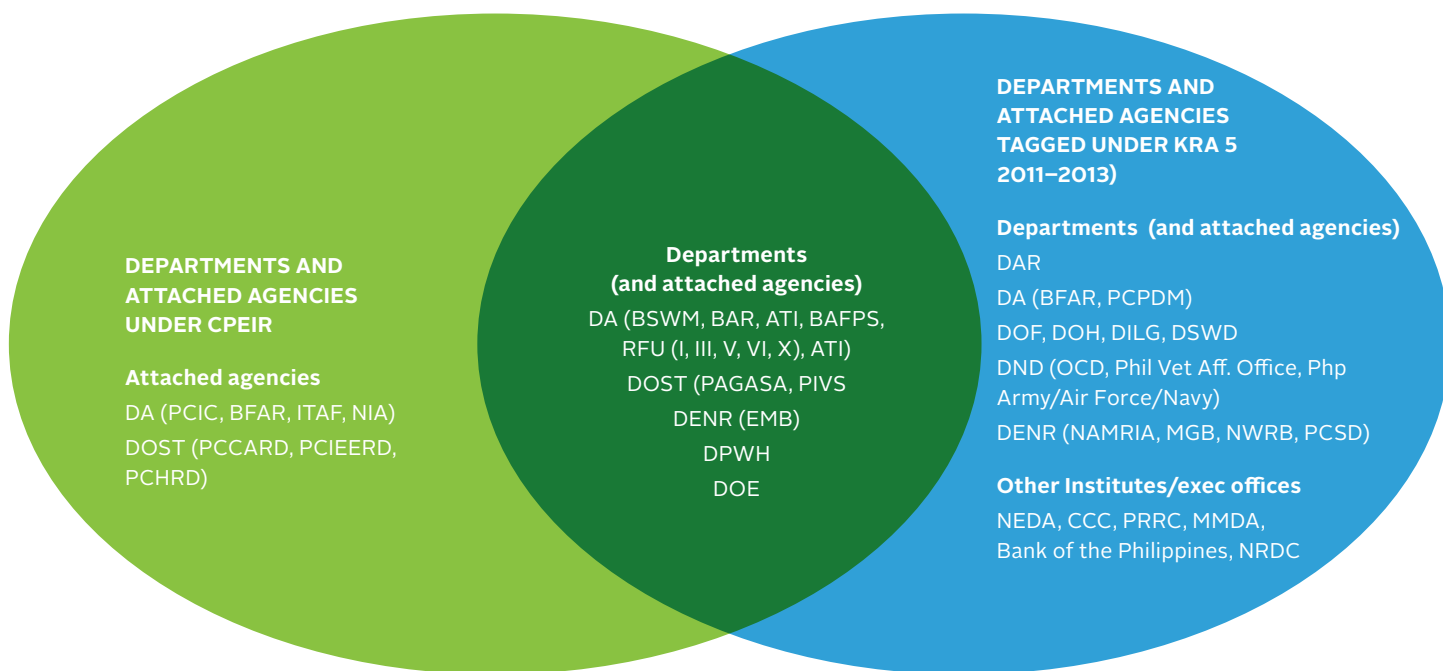 DEPARTMENTS AND
ATTACHED AGENCIES
UNDER CPEIR
Attached agencies
DA (PCIC, BFAR, ITAF, NIA)
DOST (PCCARD, PCIEERD,
PCHRD)
Departments
(and attached agencies)
DA (BSWM, BAR, ATI, BAFPS,
RFU (I, III, V, VI, X), ATI)
DOST (PAGASA, PIVS
DENR (EMB)
DPWH
DOE
DEPARTMENTS AND
ATTACHED AGENCIES
TAGGED UNDER KRA 5
2011–2013)
Departments (and attached agencies)
DAR
DA (BFAR, PCPDM)
DOF, DOH, DILG, DSWD
DND (OCD, Phil Vet Aff. Office, Php
Army/Air Force/Navy)
DENR (NAMRIA, MGB, NWRB, PCSD)
Other Institutes/exec offices
NEDA, CCC, PRRC, MMDA,
Bank of the Philippines, NRDC